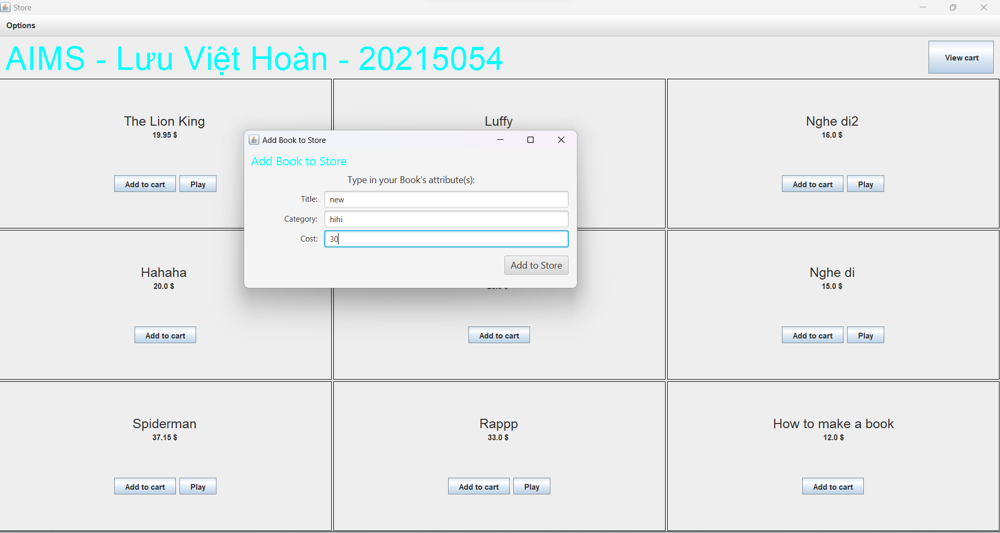 Store
Options
AIMS - Lưu Việt Hoàn - 20215054
View cart
The Lion King
19.95 $
Add to cart
Play
Luffy
Nghe di2
16.0 $
Add to cart
Play
Add Book to Store
Add Book to Store
Type in your Book's attribute(s):
Title:
new
Category:
hihi
Cost:
30
Add to Store
Hahaha
20.0 $
Add to cart
Add to cart
Nghe di
15.0 $
Add to cart
Play
Spiderman
37.15 $
Add to cart
Play
Rappp
33.0 $
Add to cart
Play
How to make a book
12.0 $
Add to cart